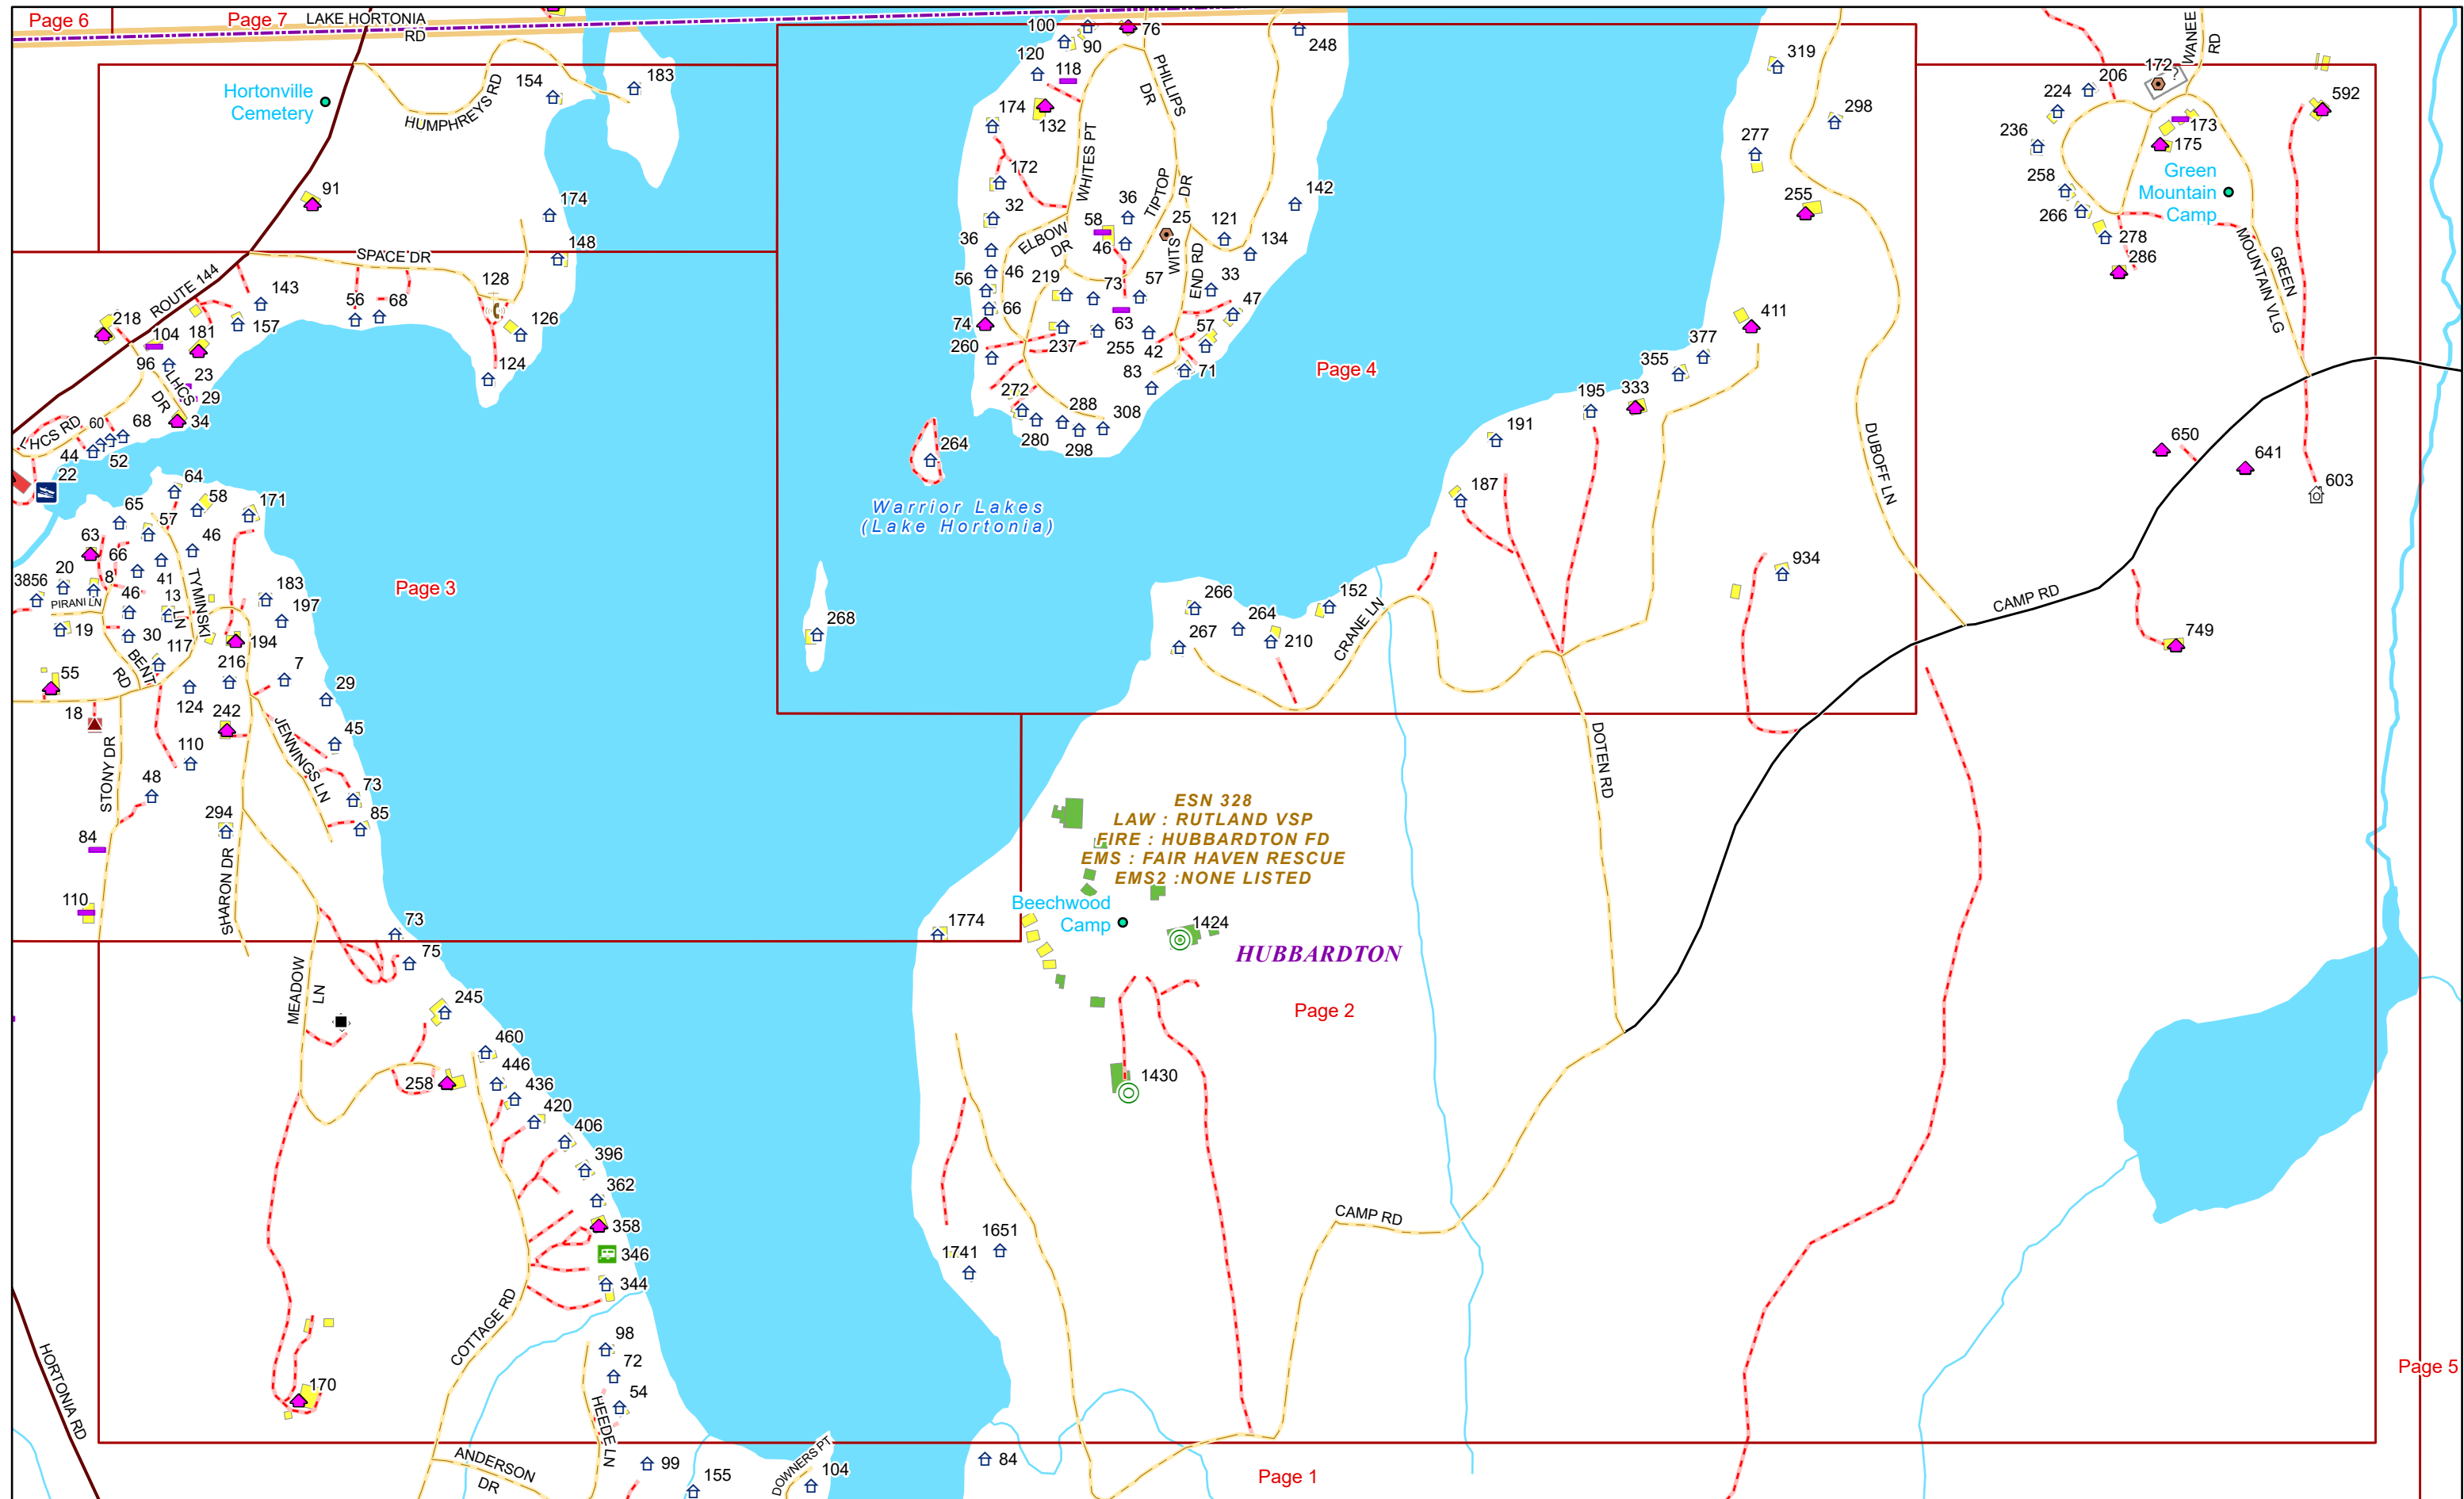 Page 6
Page 7
LAKE HORTONIA
RD
100
90
76
248
120
118
319
WANEE
RD
172
?
206
224
592
154
183
Hortonville
Cemetery
HUMPHREYS RD
PHILLIPS
DR
174
132
298
277
236
173
175
Green
Mountain
Camp
91
172
WHITES PT
TIPTOP
DR
142
255
258
266
174
32
36
58
25
121
134
278
286
148
SPACE DR
36
ELBOW
DR
46
WILTS
END RD
MOUNTAIN VLG
GREEN
ROUTE 144
143
56
68
128
46
219
73
57
33
56
66
47
411
218
104
181
157
126
74
63
57
377
96
260
237
255
42
355
LHCS
DR
23
29
124
83
71
Page 4
34
272
288
308
195
333
LHCS RD
60
68
44
52
22
280
298
264
191
DUBOFF LN
650
641
603
Warrior Lakes
(Lake Hortonia)
187
64
58
171
65
57
63
66
46
934
3856
20
8
41
183
Page 3
PIRANI LN
46
13
LN
TYMINSKI
197
268
266
264
152
267
210
CRANE LN
CAMP RD
19
30
117
194
749
BENT
RD
216
7
55
29
124
18
242
45
JENNINGS LN
DOTEN RD
110
STONY DR
48
73
85
294
84
ESN 328
LAW : RUTLAND VSP
FIRE : HUBBARDTON FD
EMS : FAIR HAVEN RESCUE
EMS2 :NONE LISTED
SHARON DR
110
Beechwood
Camp
73
1774
1424
75
HUBBARDTON
MEADOW
LN
245
Page 2
460
446
1430
258
436
420
406
396
362
358
CAMP RD
1651
346
1741
344
COTTAGE RD
98
72
54
HEEDE LN
HORTONIA RD
170
Page 5
ANDERSON
DR
99
155
DOWNERS PT
104
84
Page 1